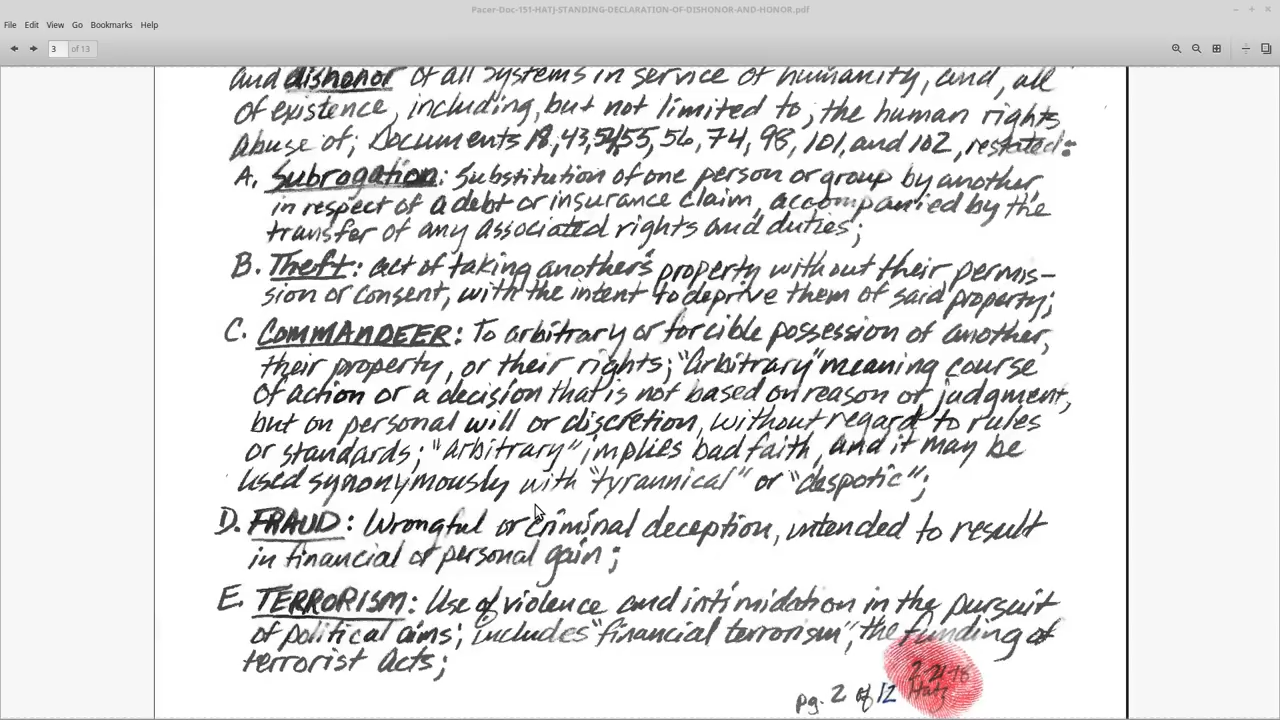 Pacer-Doc-151-HATJ-STANDING-DECLARATION-OF-DISHONOR-AND-HONOR.pdf
File Edit View Go Bookmarks Help
3 of 13
and dishonor of all systems in service of humanity, and, all
of existence, including, but not limited to; the human rights
abuse of; Documents 18, 43, 54, 55, 56, 74, 98, 101, and 102, restated:
A. Subrogation: Substitution of one person or group by another
in respect of a debt or insurance claim, accompanied by the
transfer of any associated rights and duties;
B. Theft: act of taking another's property without their permis-
sion or consent, with the intent to deprive them of said property;
C. COMMANDEER: To arbitrary or forcible possession of another,
their property, or their rights; "Arbitrary" meaning course
of action or a decision that is not based on reason or judgment,
but on personal will or discretion, without regard to rules
or standards; "arbitrary", implies bad faith, and it may be
used synonymously with "tyrannical" or "despotic";
D. FRAUD: Wrongful or criminal deception, intended to result
in financial or personal gain;
E. TERRORISM: Use of violence and intimidation in the pursuit
of political aims; includes "financial terrorism", the funding of
terrorist acts;
pg. 2 of 12
Hatj